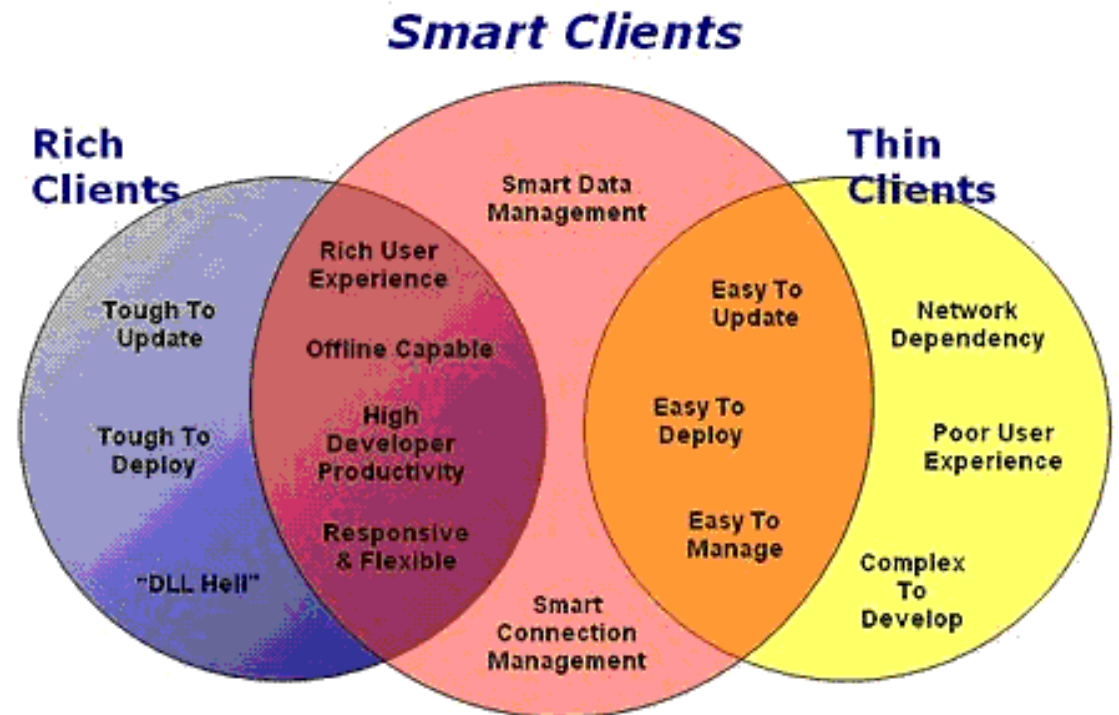 Smart Clients
Rich
Clients
Thin
Clients
Tough To
Update
Tough To
Deploy
"DLL Hell"
Rich User
Experience
Offline Capable
High
Developer
Productivity
Responsive
& Flexible
Smart Data
Management
Smart
Connection
Management
Easy To
Update
Easy To
Deploy
Easy To
Manage
Network
Dependency
Poor User
Experience
Complex
To
Develop